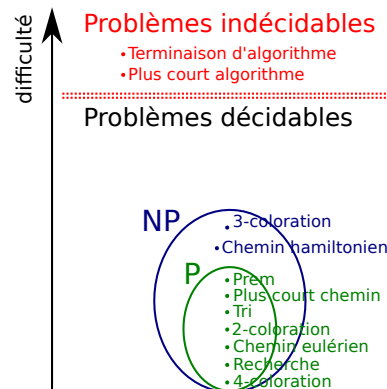 difficulté
Problèmes indécidables
•Terminaison d'algorithme
•Plus court algorithme
Problèmes décidables
NP
•3-coloration
•Chemin hamiltonien
P
•Prem
•Plus court chemin
•Tri
•2-coloration
•Chemin eulérien
•Recherche
•4-coloration